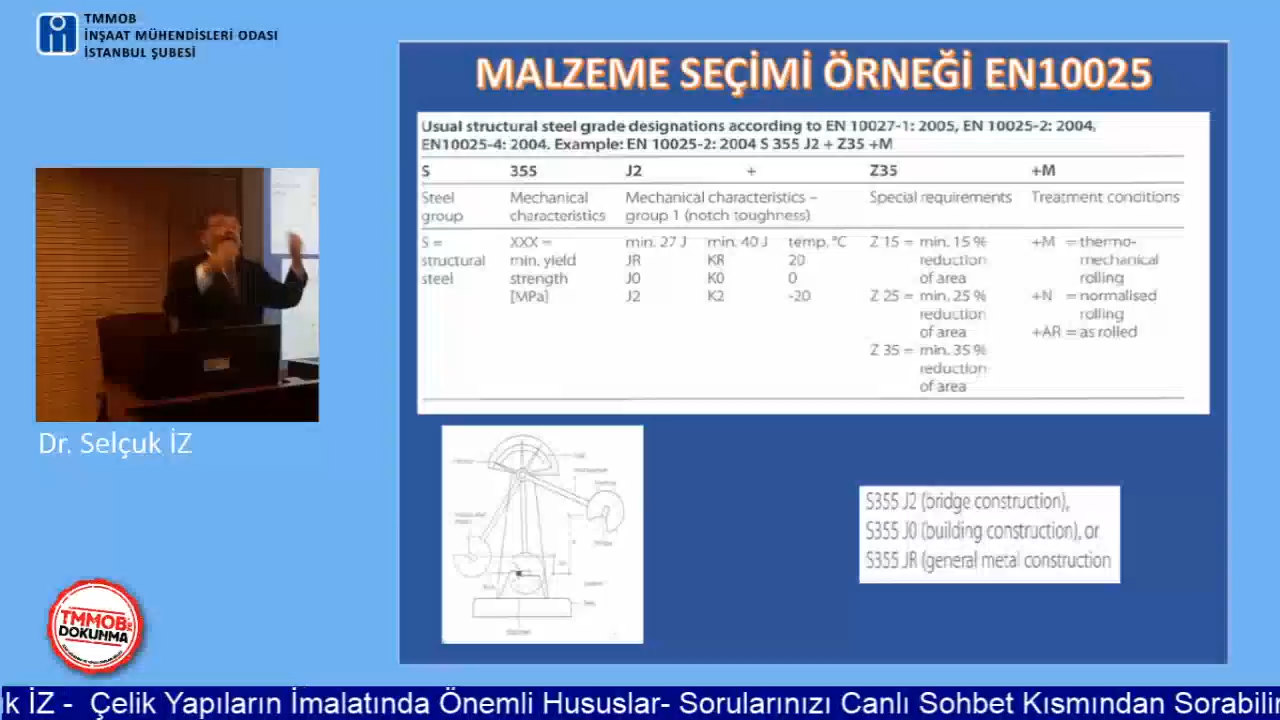 TMMOB
İNŞAAT MÜHENDİSLERİ ODASI
İSTANBUL ŞUBESİ
MALZEME SEÇİMİ ÖRNEĞİ EN10025
Usual structural steel grade designations according to EN 10027-1: 2005, EN 10025-2: 2004,
EN10025-4: 2004. Example: EN 10025-2: 2004 S 355 J2 + Z35 +M
S 355 J2 + Z35 +M
Steel Mechanical Mechanical characteristics – Special requirements Treatment conditions
group characteristics group 1 (notch toughness)
S = XXX = min. 27 J min. 40 J temp. °C Z 15 = min. 15 % +M = thermo-
structural min. yield JR KR 20 reduction mechanical
steel strength J0 K0 0 of area rolling
[MPa] J2 K2 -20 Z 25 = min. 25 % +N = normalised
reduction rolling
of area +AR = as rolled
Z 35 = min. 35 %
reduction
of area
S355 J2 (bridge construction),
S355 J0 (building construction), or
S355 JR (general metal construction
Dr. Selçuk İZ
TMMOB'
DOKUNMA
k İZ - Çelik Yapıların İmalatında Önemli Hususlar- Sorularınızı Canlı Sohbet Kısmından Sorabilir